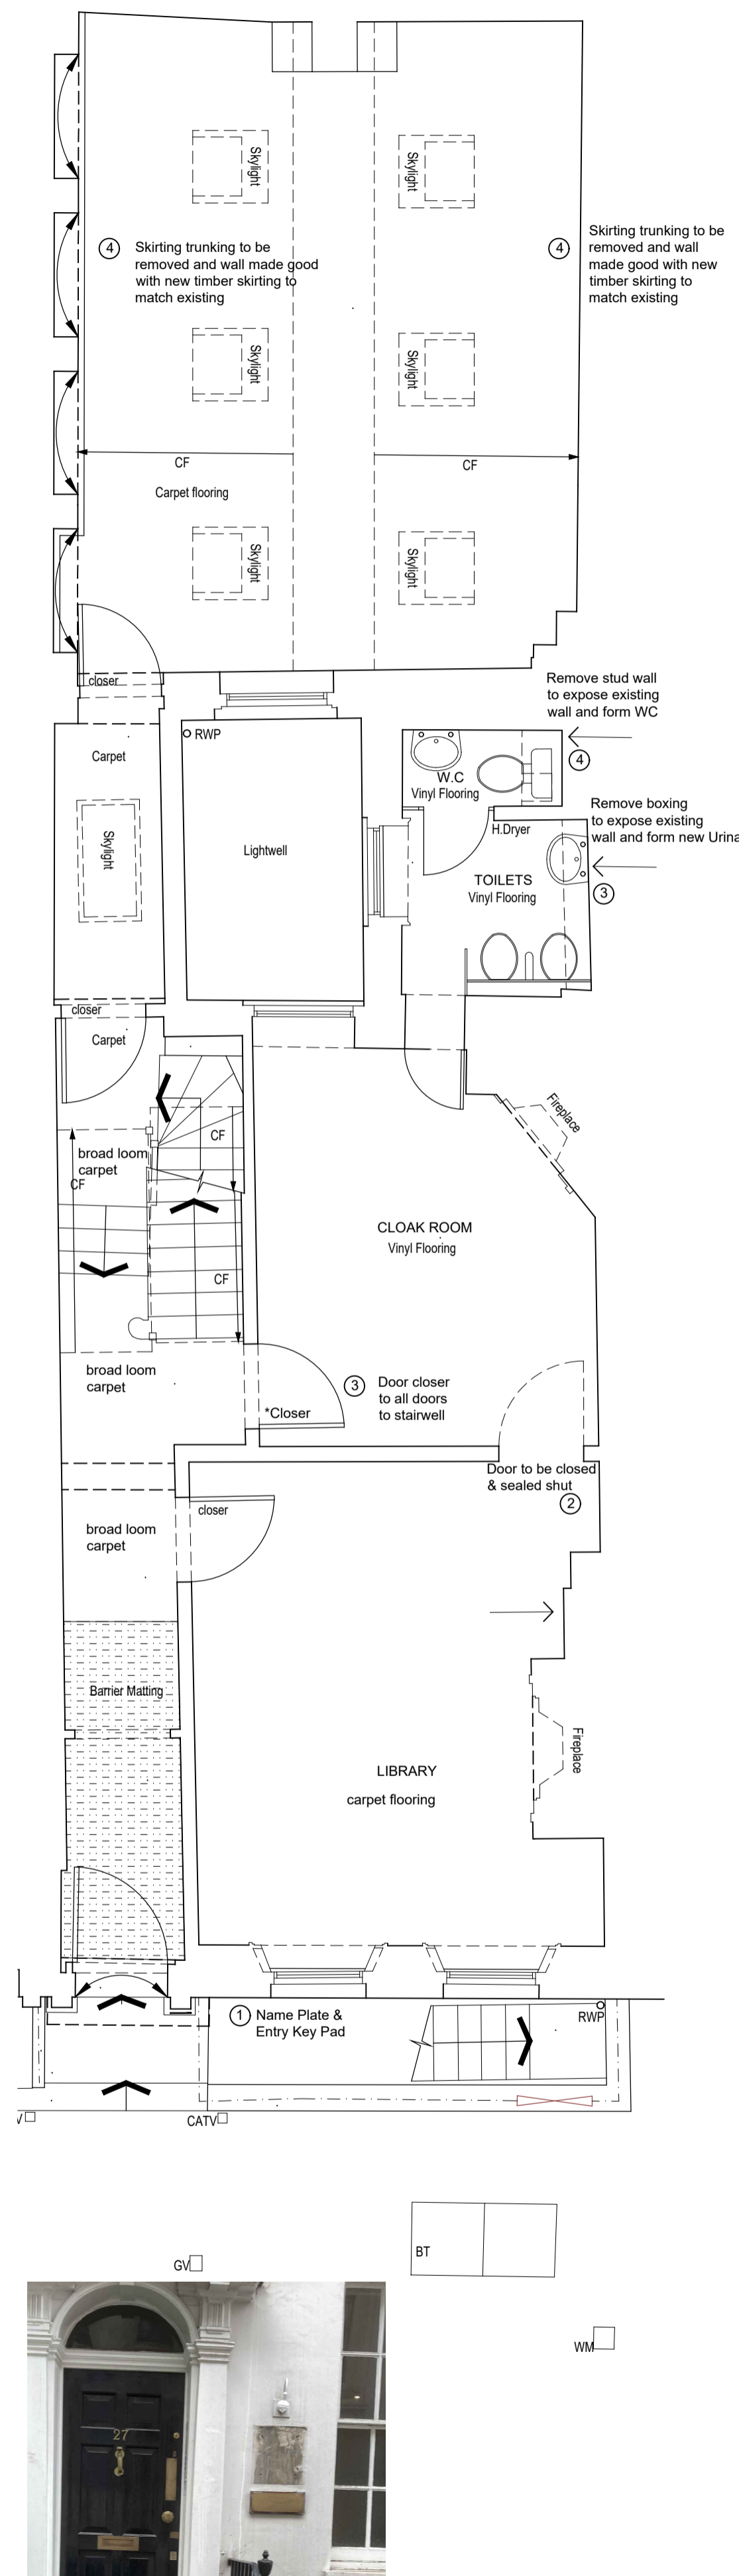 Skylight
Skylight
4
Skirting trunking to be
removed and wall made good
with new timber skirting to
match existing
4
Skirting trunking to be
removed and wall
made good with new
timber skirting to
match existing
Skylight
Skylight
CF
CF
Carpet flooring
Skylight
Skylight
closer
Remove stud wall
to expose existing
wall and form WC
4
RWP
Carpet
W.C
Vinyl Flooring
Remove boxing
to expose existing
wall and form new Urina
3
H.Dryer
Skylight
Lightwell
TOILETS
Vinyl Flooring
closer
Carpet
Fireplace
CF
broad loom
carpet
CF
CLOAK ROOM
Vinyl Flooring
CF
broad loom
carpet
3
Door closer
to all doors
to stairwell
*Closer
Door to be closed
& sealed shut
2
closer
broad loom
carpet
Barrier Matting
Fireplace
LIBRARY
carpet flooring
1
Name Plate &
Entry Key Pad
RWP
V
CATV
BT
GV
WM
27